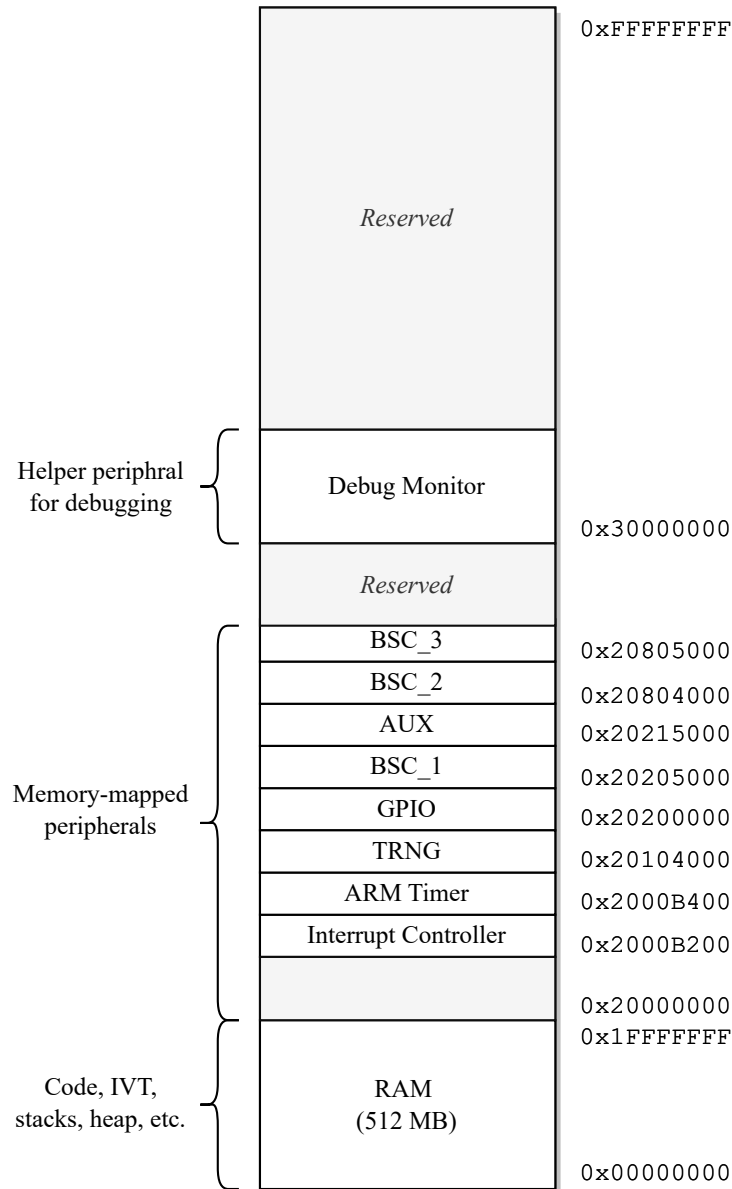 0xFFFFFFFF
Reserved
Helper periphral
for debugging
Debug Monitor
0x30000000
Reserved
BSC_3
0x20805000
BSC_2
0x20804000
AUX
0x20215000
BSC_1
0x20205000
Memory-mapped
peripherals
GPIO
0x20200000
TRNG
0x20104000
ARM Timer
0x2000B400
Interrupt Controller
0x2000B200
0x20000000
0x1FFFFFFF
Code, IVT,
stacks, heap, etc.
RAM
(512 MB)
0x00000000